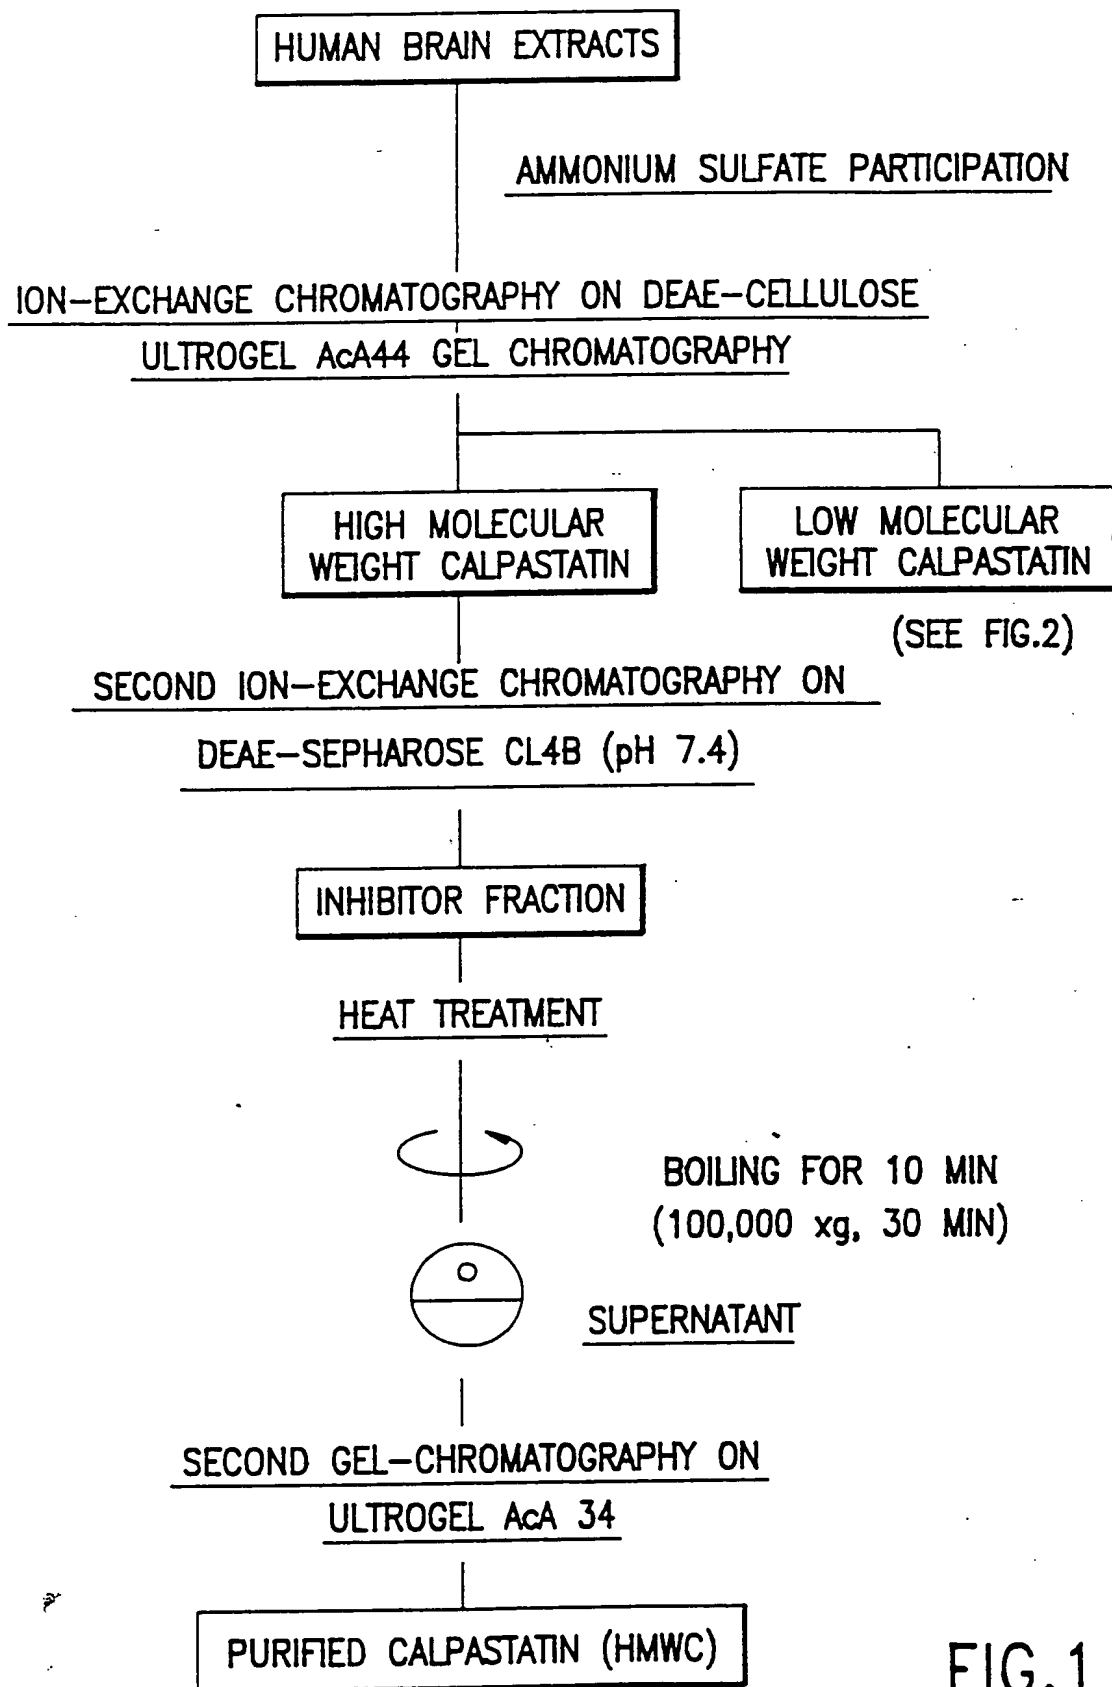 HUMAN BRAIN EXTRACTS
AMMONIUM SULFATE PARTICIPATION
ION-EXCHANGE CHROMATOGRAPHY ON DEAE-CELLULOSE
ULTROGEL AcA44 GEL CHROMATOGRAPHY
HIGH MOLECULAR
WEIGHT CALPASTATIN
LOW MOLECULAR
WEIGHT CALPASTATIN
(SEE FIG.2)
SECOND ION-EXCHANGE CHROMATOGRAPHY ON
DEAE-SEPHAROSE CL4B (pH 7.4)
INHIBITOR FRACTION
HEAT TREATMENT
BOILING FOR 10 MIN
(100,000 xg, 30 MIN)
SUPERNATANT
SECOND GEL-CHROMATOGRAPHY ON
ULTROGEL AcA 34
PURIFIED CALPASTATIN (HMWC)
FIG.1